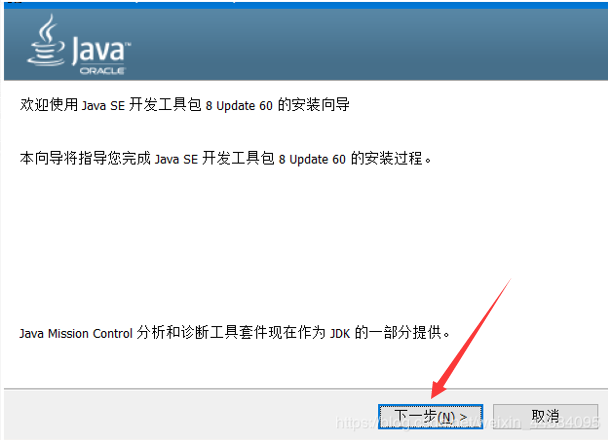 Java™
ORACLE
欢迎使用 Java SE 开发工具包 8 Update 60 的安装向导
本向导将指导您完成 Java SE 开发工具包 8 Update 60 的安装过程。
Java Mission Control 分析和诊断工具套件现在作为 JDK 的一部分提供。
下一步(N) >
取消